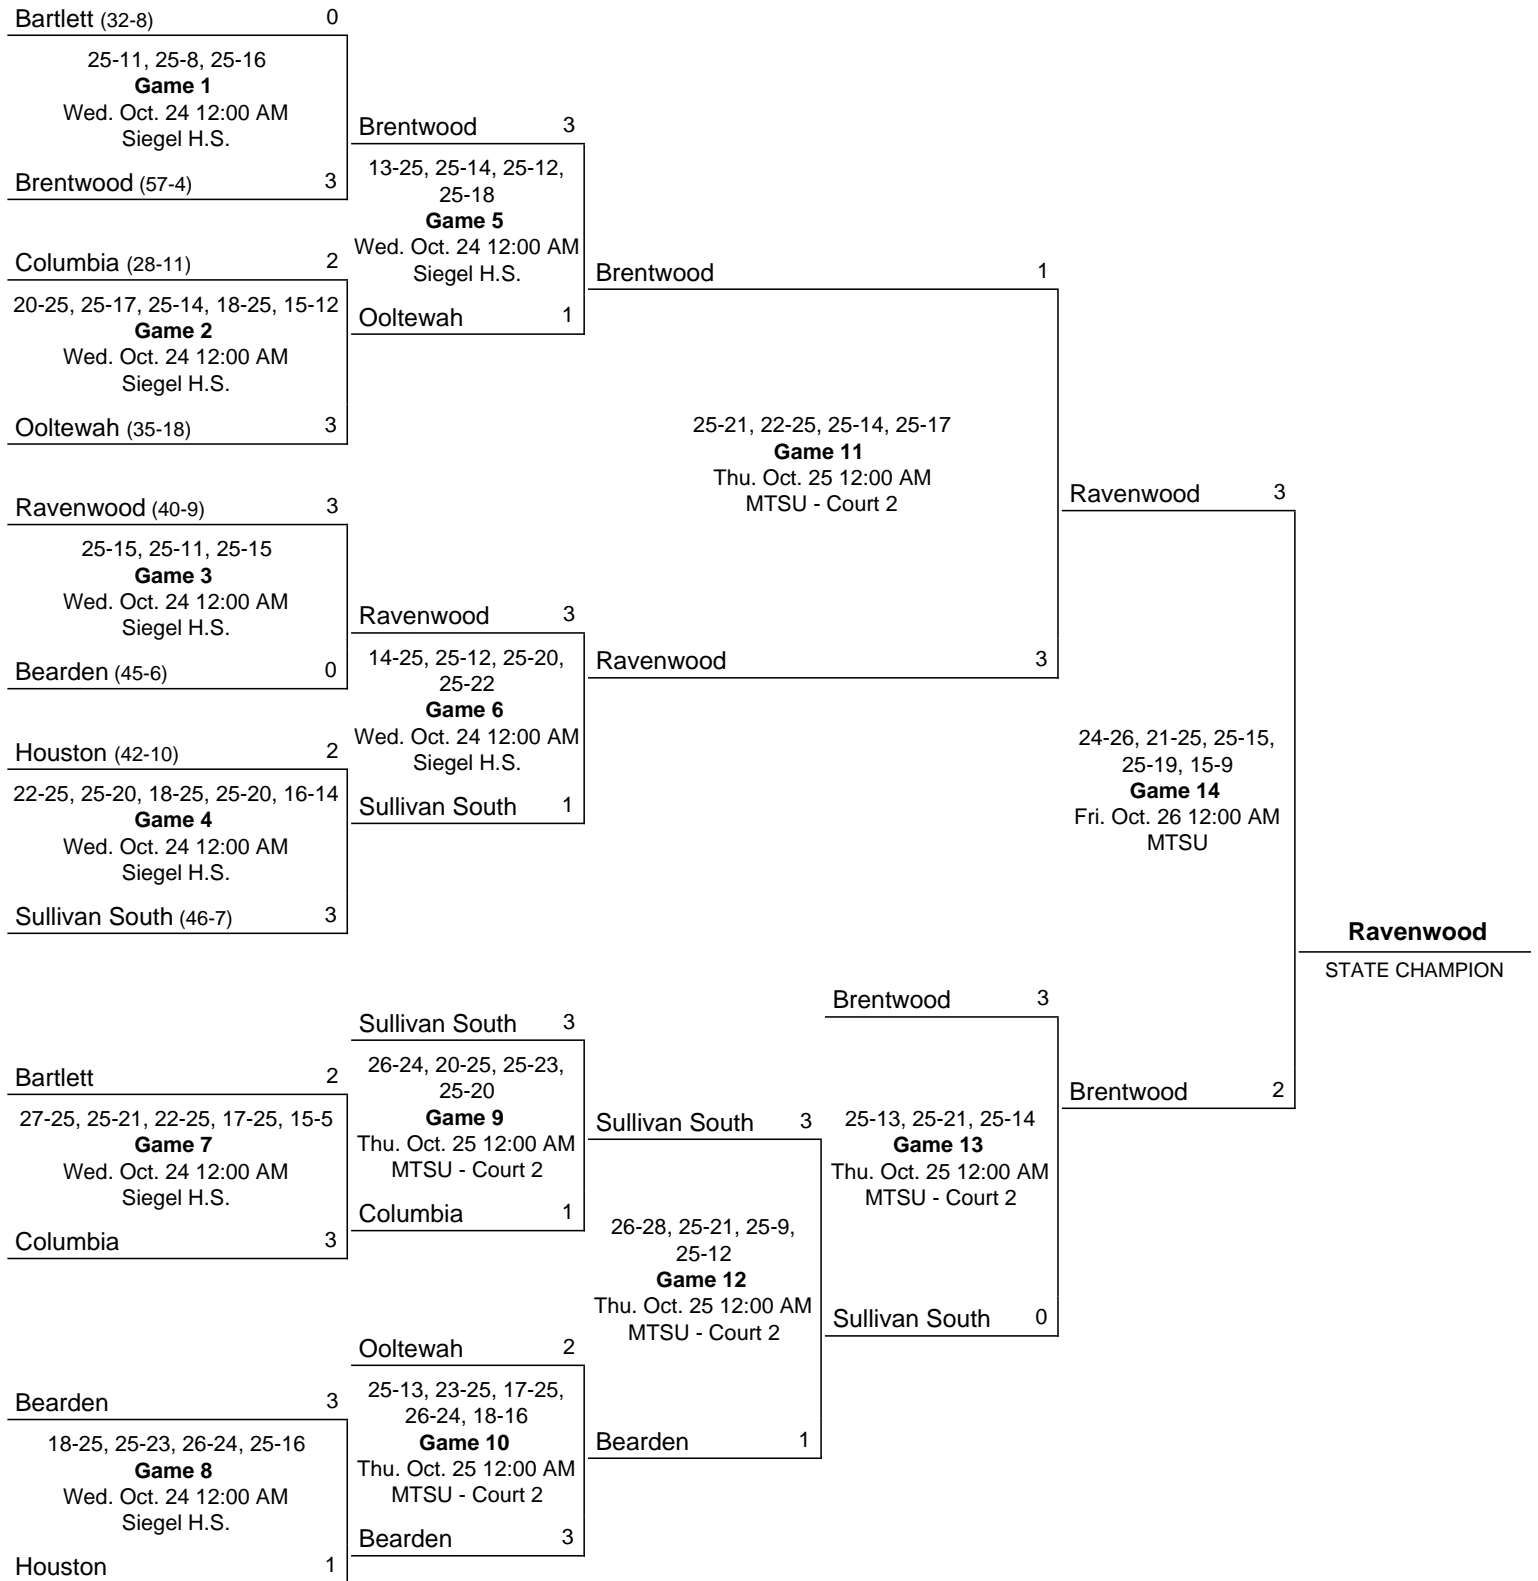 Bartlett (32-8) 0
25-11, 25-8, 25-16
Game 1
Wed. Oct. 24 12:00 AM
Siegel H.S.
Brentwood (57-4) 3
Columbia (28-11) 2
20-25, 25-17, 25-14, 18-25, 15-12
Game 2
Wed. Oct. 24 12:00 AM
Siegel H.S.
Ooltewah (35-18) 3
Ravenwood (40-9) 3
25-15, 25-11, 25-15
Game 3
Wed. Oct. 24 12:00 AM
Siegel H.S.
Bearden (45-6) 0
Houston (42-10) 2
22-25, 25-20, 18-25, 25-20, 16-14
Game 4
Wed. Oct. 24 12:00 AM
Siegel H.S.
Sullivan South (46-7) 3
Brentwood 3
13-25, 25-14, 25-12,
25-18
Game 5
Wed. Oct. 24 12:00 AM
Siegel H.S.
Ooltewah 1
Ravenwood 3
14-25, 25-12, 25-20,
25-22
Game 6
Wed. Oct. 24 12:00 AM
Siegel H.S.
Sullivan South 1
Brentwood 1
25-21, 22-25, 25-14, 25-17
Game 11
Thu. Oct. 25 12:00 AM
MTSU - Court 2
Ravenwood 3
Bartlett 2
27-25, 25-21, 22-25, 17-25, 15-5
Game 7
Wed. Oct. 24 12:00 AM
Siegel H.S.
Columbia 3
Bearden 3
18-25, 25-23, 26-24, 25-16
Game 8
Wed. Oct. 24 12:00 AM
Siegel H.S.
Houston 1
Sullivan South 3
26-24, 20-25, 25-23,
25-20
Game 9
Thu. Oct. 25 12:00 AM
MTSU - Court 2
Columbia 1
Ooltewah 2
25-13, 23-25, 17-25,
26-24, 18-16
Game 10
Thu. Oct. 25 12:00 AM
MTSU - Court 2
Bearden 3
Sullivan South 3
26-28, 25-21, 25-9,
25-12
Game 12
Thu. Oct. 25 12:00 AM
MTSU - Court 2
Bearden 1
Brentwood 3
25-13, 25-21, 25-14
Game 13
Thu. Oct. 25 12:00 AM
MTSU - Court 2
Sullivan South 0
Ravenwood 3
24-26, 21-25, 25-15,
25-19, 15-9
Game 14
Fri. Oct. 26 12:00 AM
MTSU
Brentwood 2
Ravenwood
STATE CHAMPION